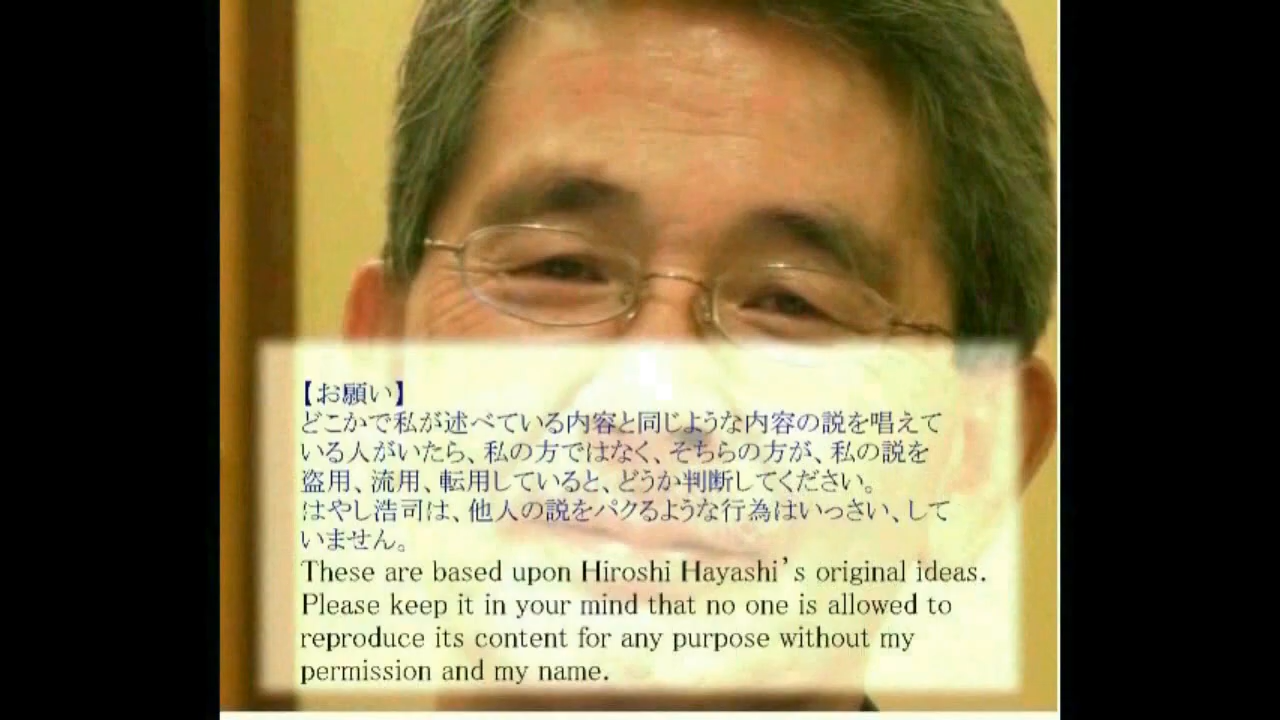 【お願い】
どこかで私が述べている内容と同じような内容の説を唱えて
いる人がいたら、私の方ではなく、そちらの方が、私の説を
盗用、流用、転用していると、どうか判断してください。
はやし浩司は、他人の説をパクるような行為はいっさい、して
いません。
These are based upon Hiroshi Hayashi’s original ideas.
Please keep it in your mind that no one is allowed to
reproduce its content for any purpose without my
permission and my name.